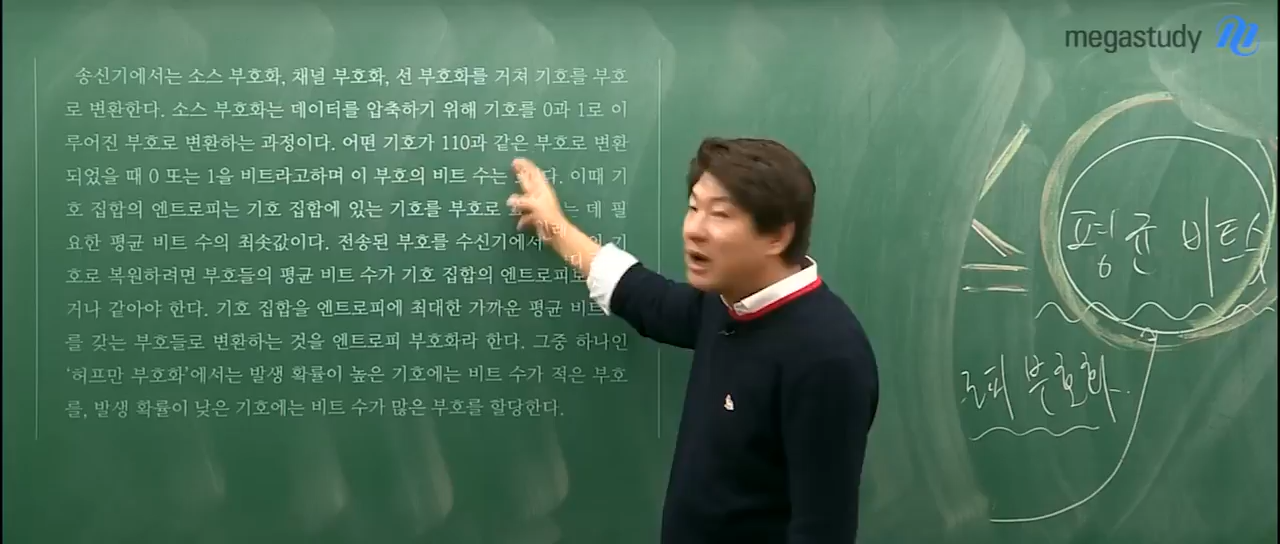 megastudy
송신기에서는 소스 부호화, 채널 부호화, 선 부호화를 거쳐 기호를 부호
로 변환한다. 소스 부호화는 데이터를 압축하기 위해 기호를 0과 1로 이
루어진 부호로 변환하는 과정이다. 어떤 기호가 110과 같은 부호로 변환
되었을 때 0 또는 1을 비트라고하며 이 부호의 비트 수는 이때 기
호 집합의 엔트로피는 기호 집합에 있는 기호를 부호로 데 필
요한 평균 비트 수의 최솟값이다. 전송된 부호를 수신기에서 기
호로 복원하려면 부호들의 평균 비트 수가 기호 집합의
거나 같아야 한다. 기호 집합을 엔트로피에 최대한 가까운 평균
를 갖는 부호들로 변환하는 것을 엔트로피 부호화라 한다. 그중 하나인
'허프만 부호화'에서는 발생 확률이 높은 기호에는 비트 수가 적은 부호
를, 발생 확률이 낮은 기호에는 비트 수가 많은 부호를 할당한다.
≤ 평균 비트수
로피 부호화.